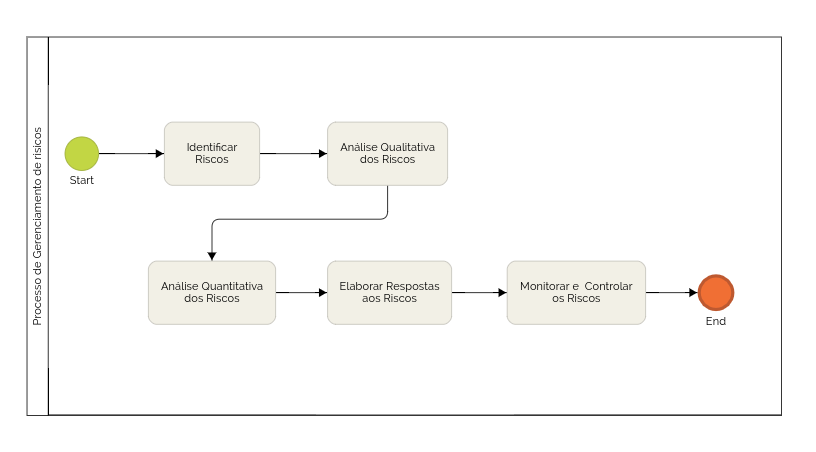 Processo de Gerenciamento de risicos
Start
Identificar
Riscos
Análise Qualitativa
dos Riscos
Análise Quantitativa
dos Riscos
Elaborar Respostas
aos Riscos
Monitorar e  Controlar
os Riscos
End